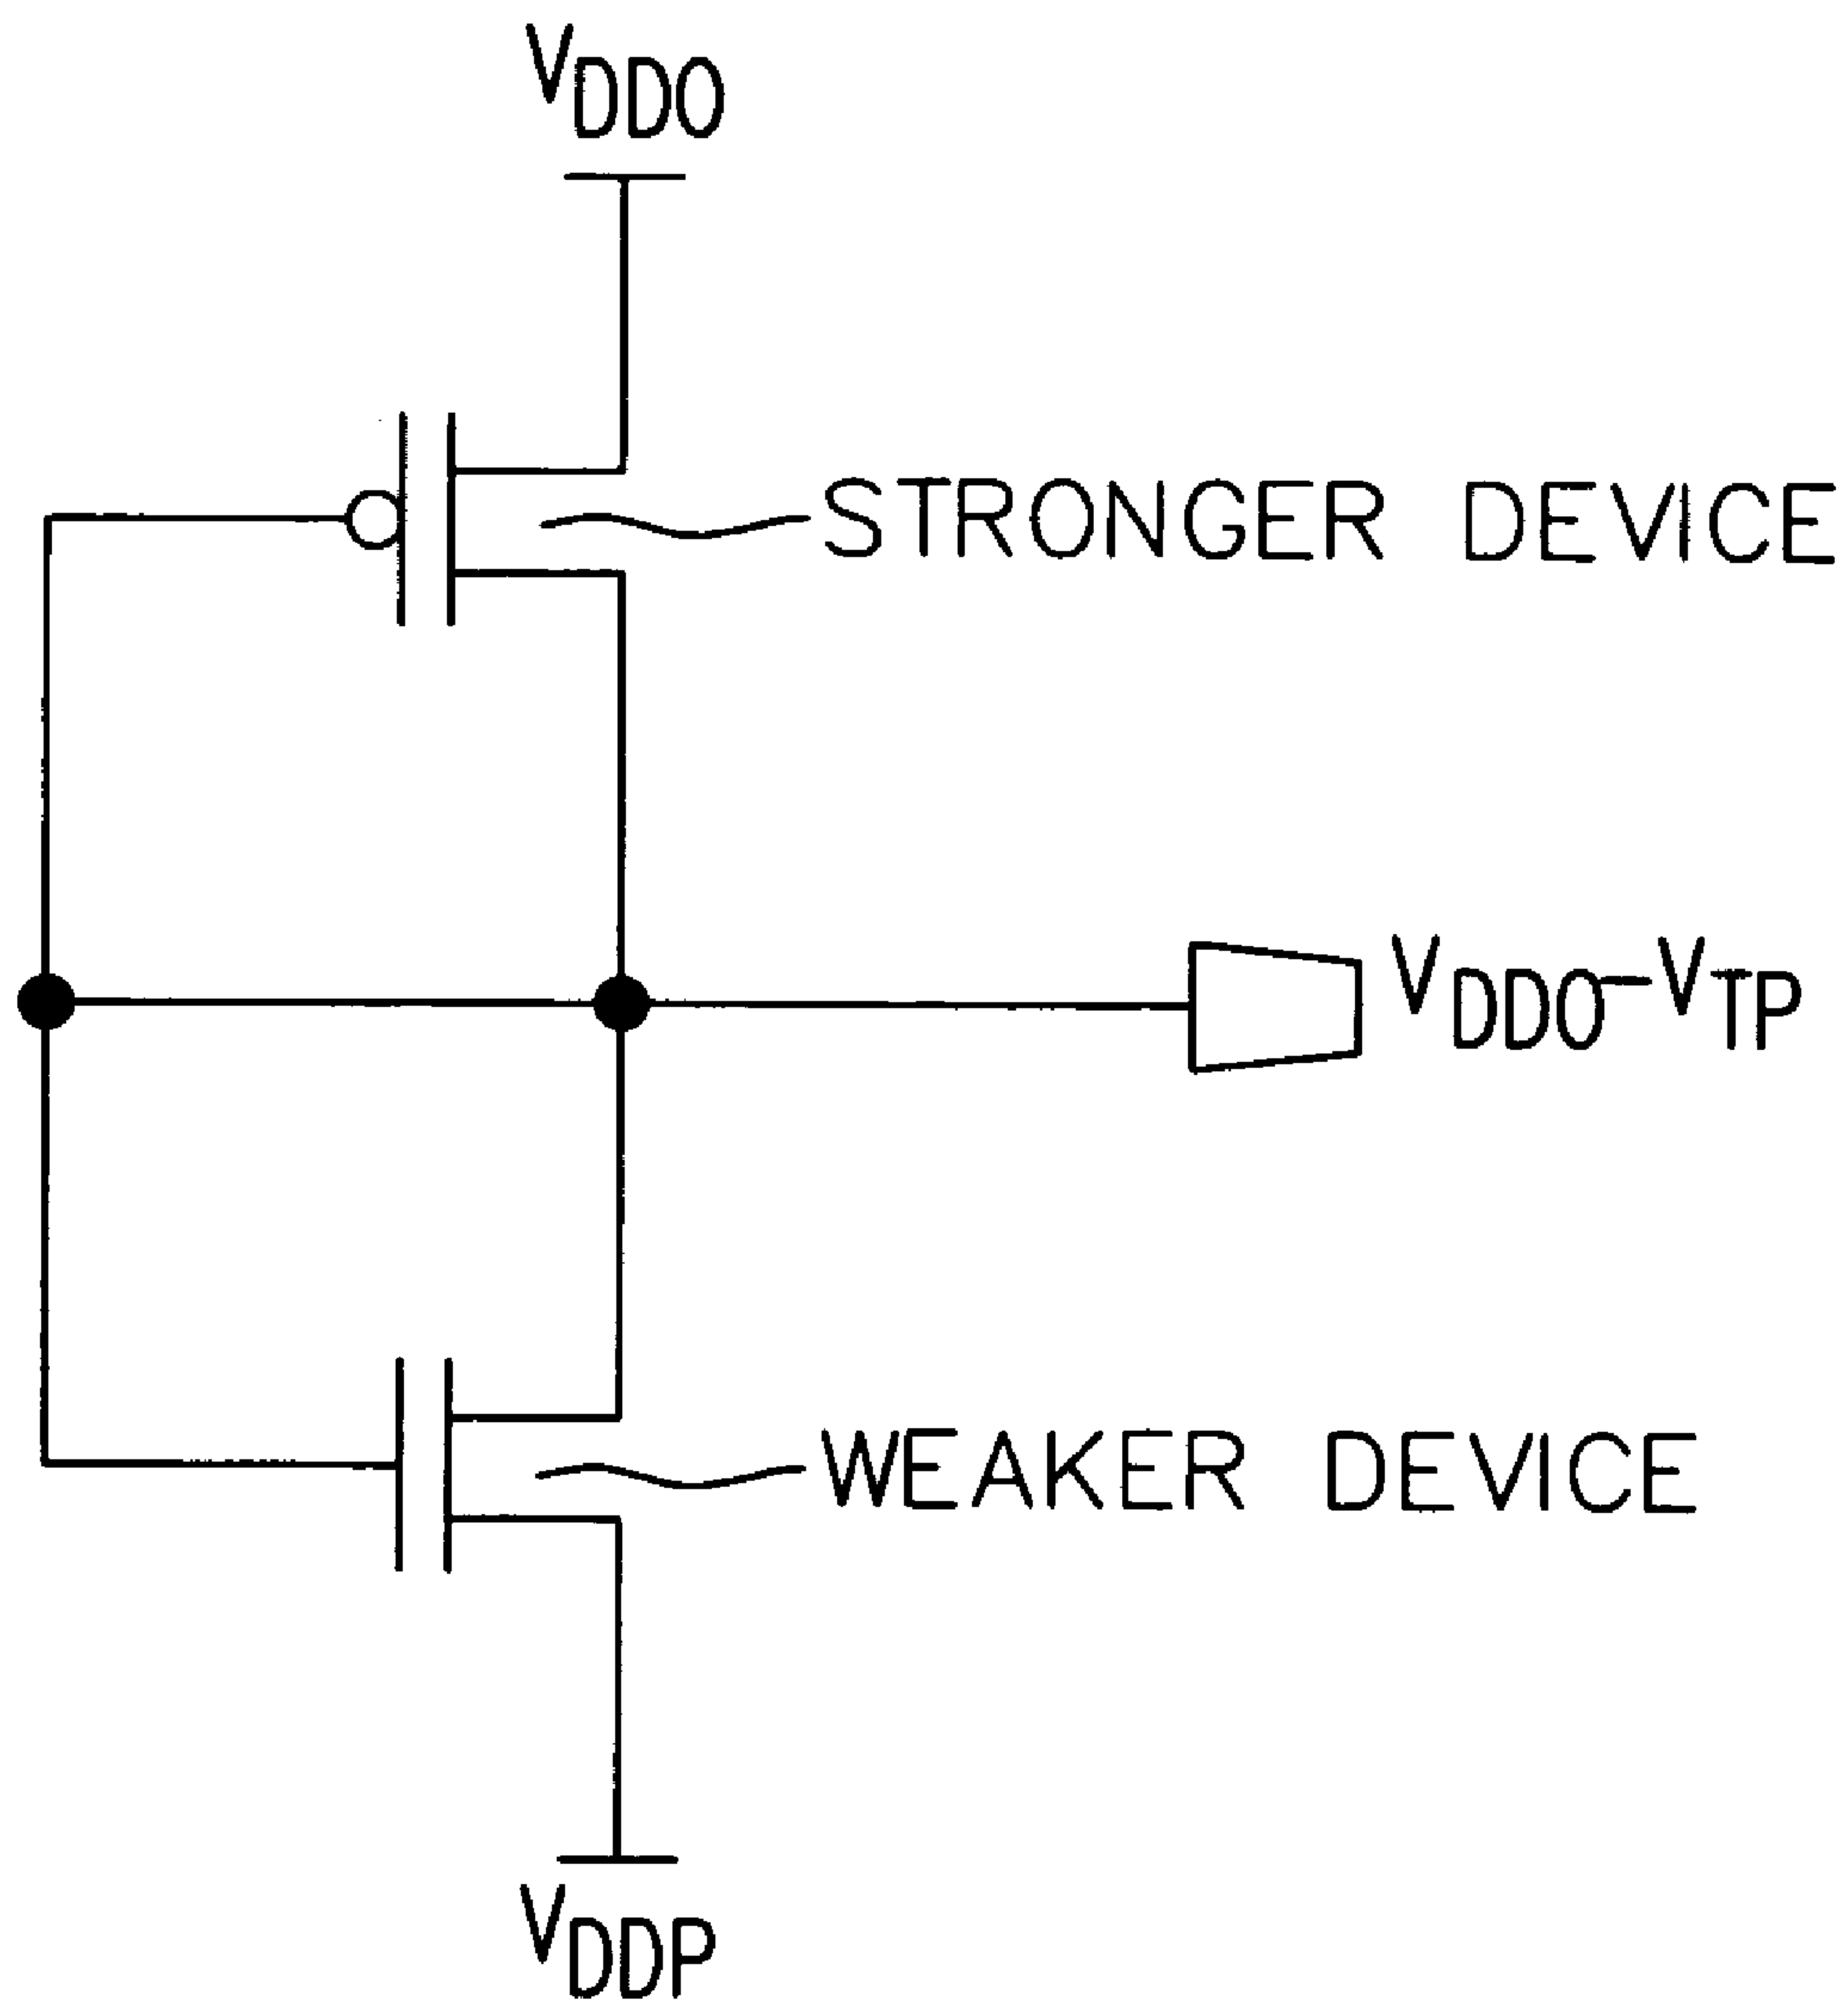 VDDO
STRONGER DEVICE
VDDO-VTP
WEAKER DEVICE
VDDP